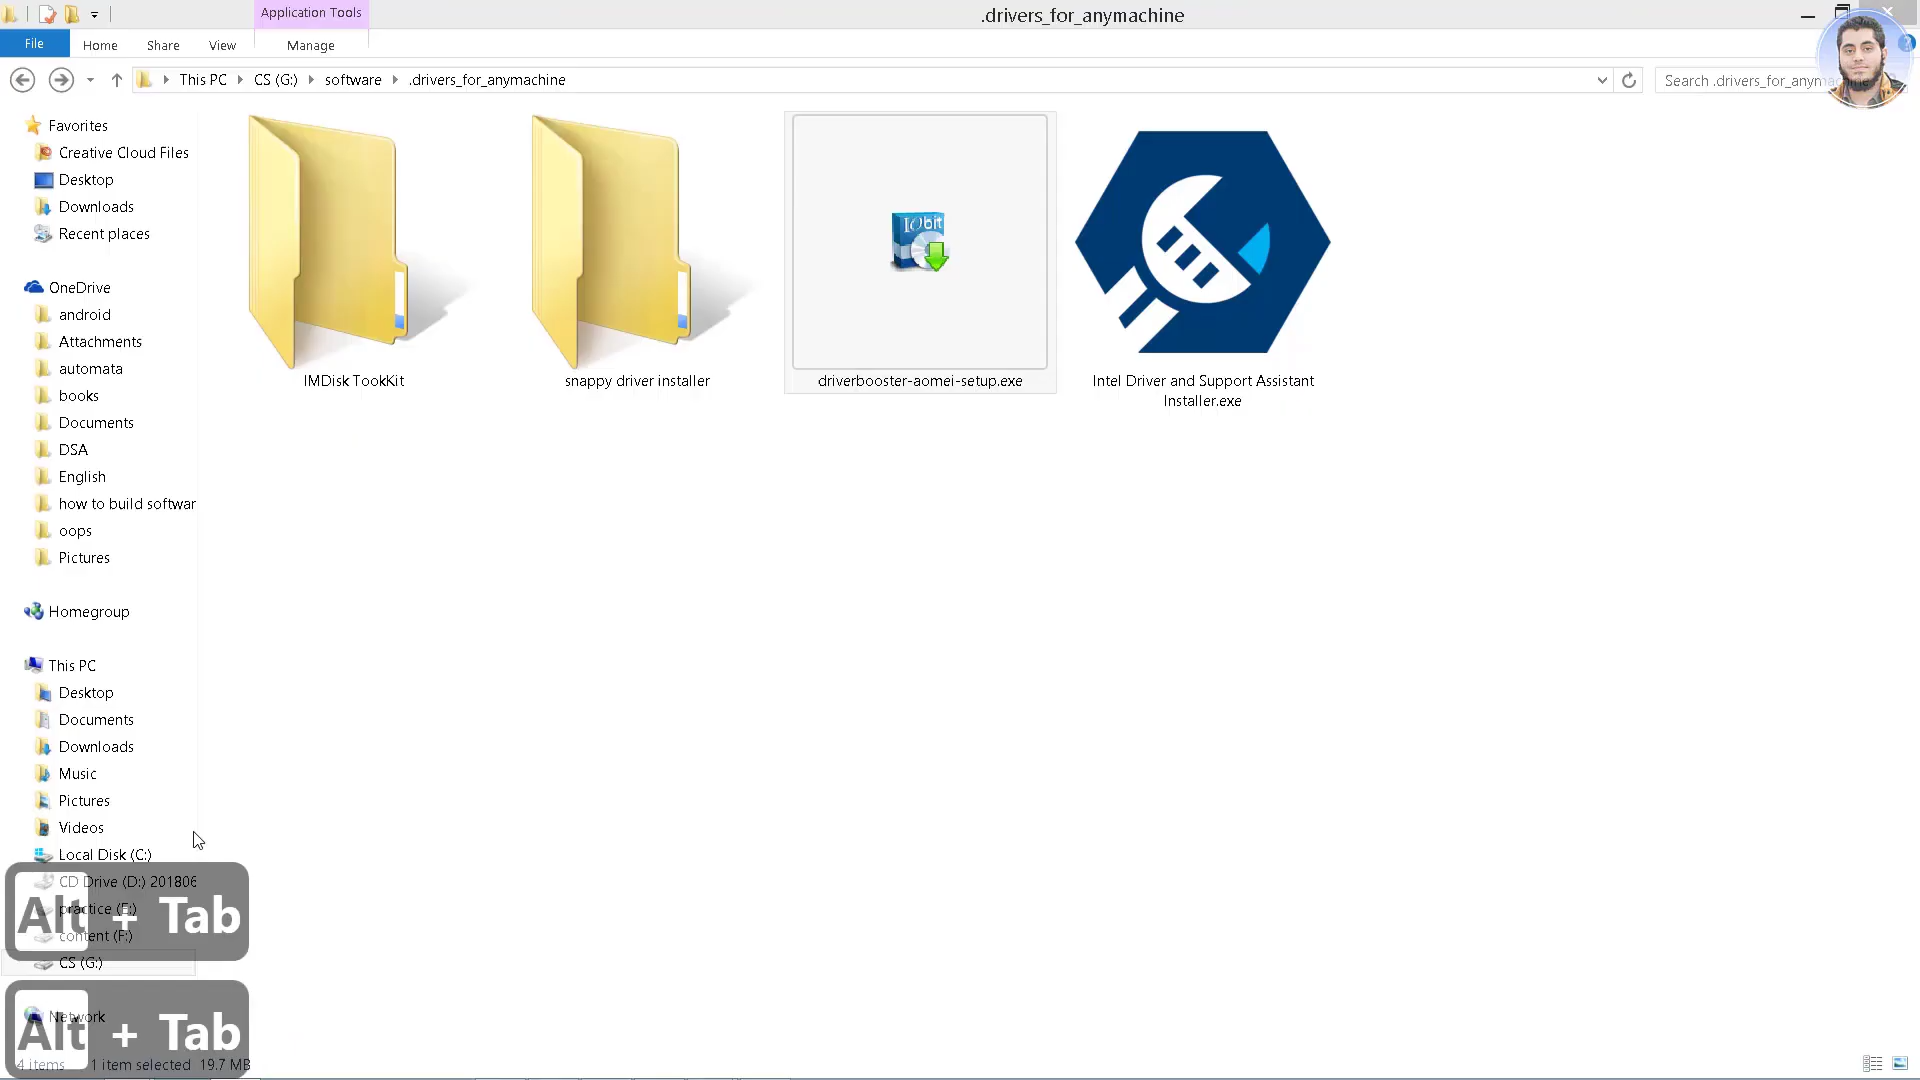 Application Tools
.drivers_for_anymachine
File
Home
Share
View
Manage
This PC
CS (G:)
software
.drivers_for_anymachine
Search .drivers_for_anymachine
Favorites
Creative Cloud Files
Desktop
Downloads
Recent places
OneDrive
android
Attachments
automata
books
Documents
DSA
English
how to build softwar
oops
Pictures
Homegroup
This PC
Desktop
Documents
Downloads
Music
Pictures
Videos
Local Disk (C:)
CD Drive (D:) 201806
practice (E:)
content (F:)
CS (G:)
Network
IMDisk TookKit
snappy driver installer
IObit
driverbooster-aomei-setup.exe
Intel Driver and Support Assistant
Installer.exe
Alt + Tab
Alt + Tab
4 items
1 item selected 19.7 MB